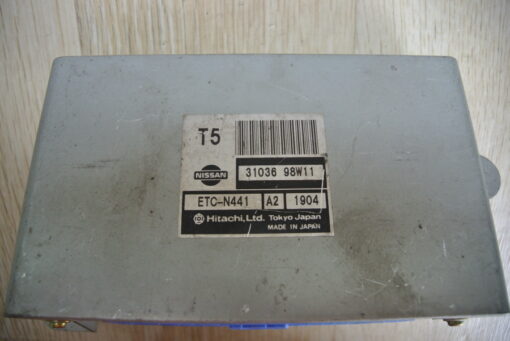 T5
NISSAN 31036 98W11
ETC-N441 A2 1904
Hitachi, Ltd. Tokyo Japan
MADE IN JAPAN